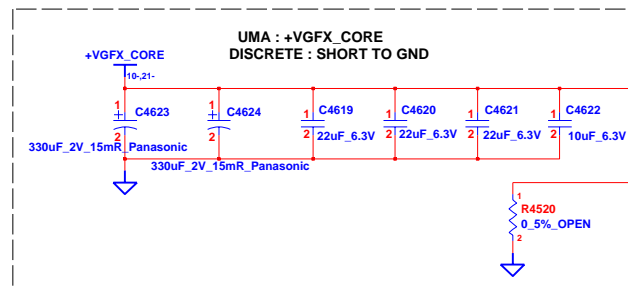 UMA : +VGFX_CORE
DISCRETE : SHORT TO GND
+VGFX_CORE
10-,21-
1
C4623
2
330uF_2V_15mR_Panasonic
1
C4624
2
330uF_2V_15mR_Panasonic
1
C4619
2
22uF_6.3V
1
C4620
2
22uF_6.3V
1
C4621
2
22uF_6.3V
1
C4622
2
10uF_6.3V
1
R4520
0_5%_OPEN
2